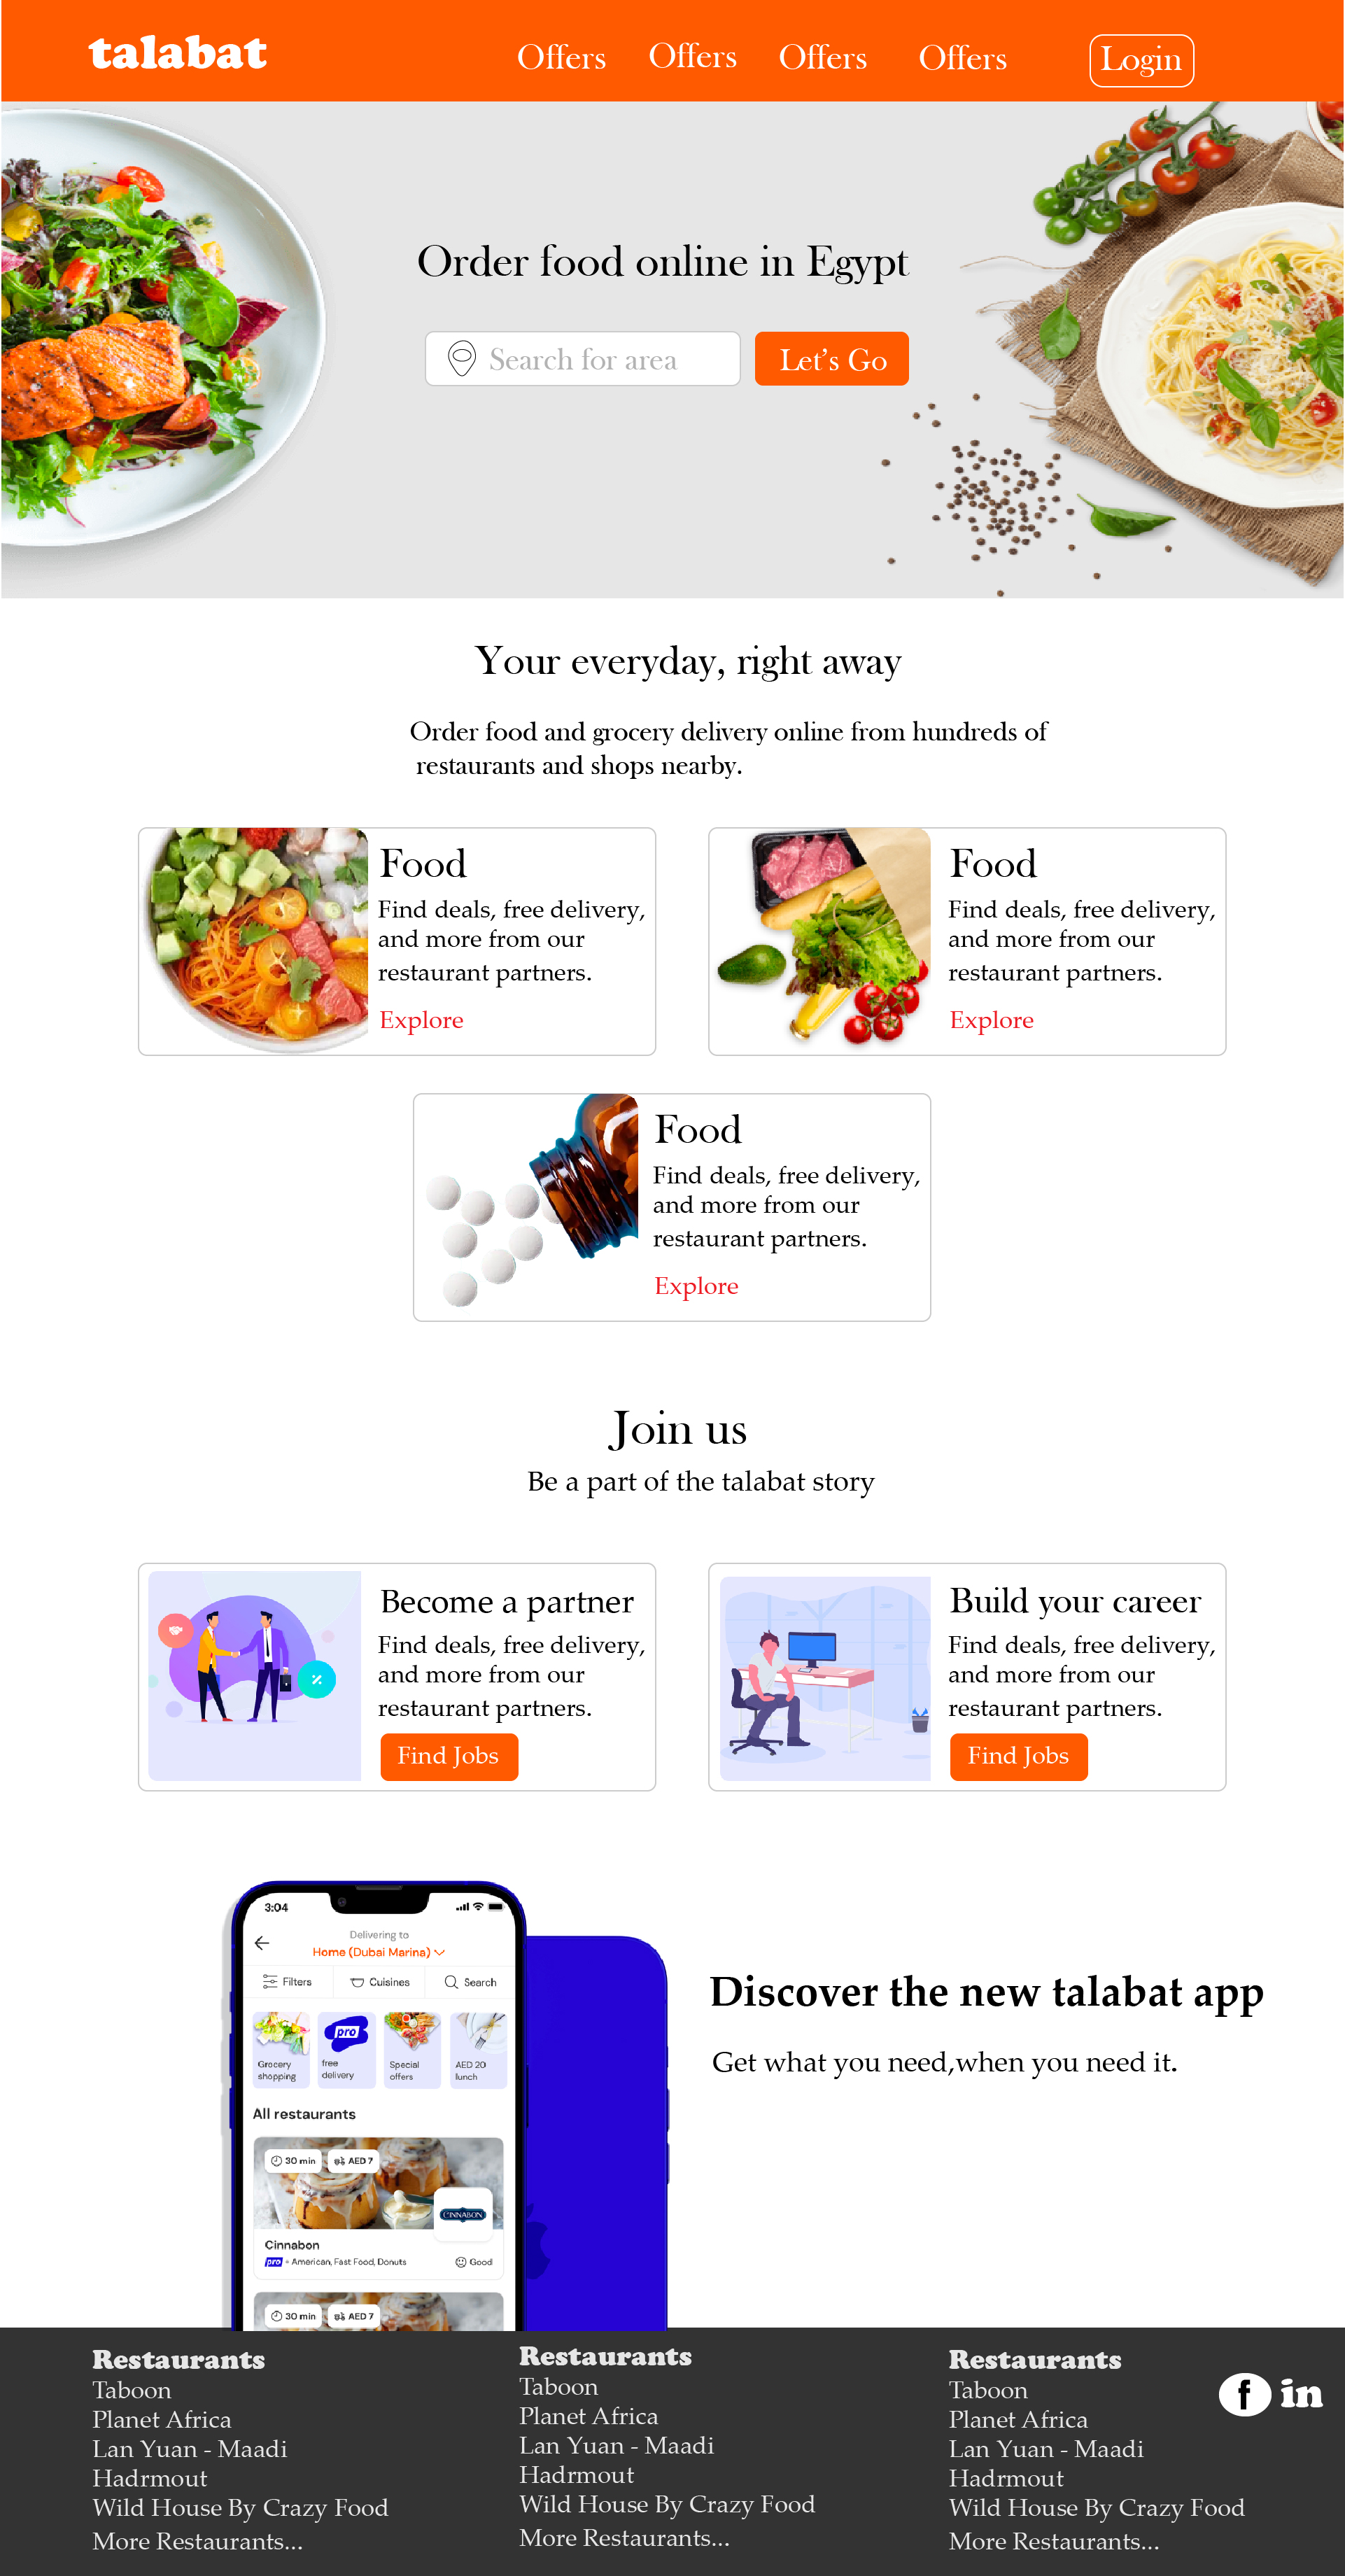 talabat
Offers
Offers
Offers
Offers
Login
Order food online in Egypt
Search for area
Let's Go
Your everyday, right away
Order food and grocery delivery online from hundreds of
restaurants and shops nearby.
Food
Find deals, free delivery,
and more from our
restaurant partners.
Explore
Food
Find deals, free delivery,
and more from our
restaurant partners.
Explore
Food
Find deals, free delivery,
and more from our
restaurant partners.
Explore
Join us
Be a part of the talabat story
Become a partner
Find deals, free delivery,
and more from our
restaurant partners.
Find Jobs
Build your career
Find deals, free delivery,
and more from our
restaurant partners.
Find Jobs
3:04
Delivering to
Home (Dubai Marina)
Filters
Cuisines
Search
Grocery
shopping
pro
free
delivery
Special
offers
AED 20
lunch
All restaurants
30 min
AED 7
CINNABON
Cinnabon
pro • American, Fast Food, Donuts
Good
30 min
AED 7
Discover the new talabat app
Get what you need,when you need it.
Restaurants
Taboon
Planet Africa
Lan Yuan - Maadi
Hadrmout
Wild House By Crazy Food
More Restaurants...
Restaurants
Taboon
Planet Africa
Lan Yuan - Maadi
Hadrmout
Wild House By Crazy Food
More Restaurants...
Restaurants
Taboon
Planet Africa
Lan Yuan - Maadi
Hadrmout
Wild House By Crazy Food
More Restaurants...
f
in